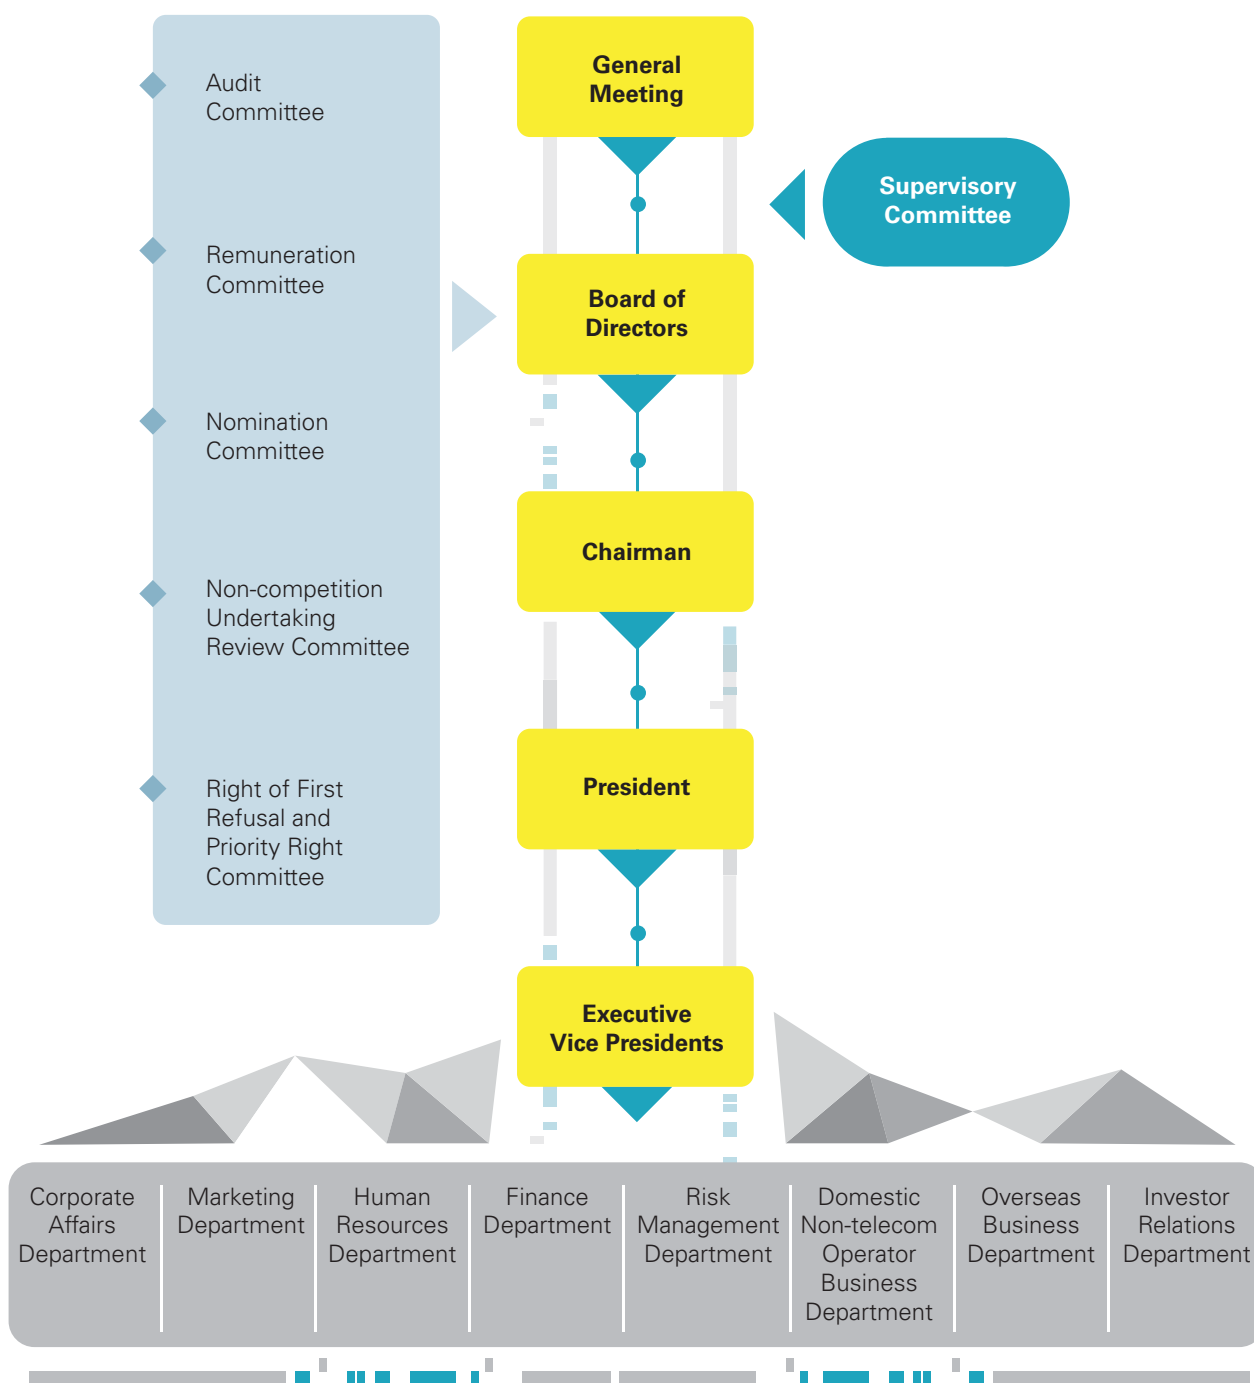 Audit
Committee
Remuneration
Committee
Nomination
Committee
Non-competition
Undertaking
Review Committee
Right of First
Refusal and
Priority Right
Committee
General
Meeting
Supervisory
Committee
Board of
Directors
Chairman
President
Executive
Vice Presidents
Corporate
Affairs
Department
Marketing
Department
Human
Resources
Department
Finance
Department
Risk
Management
Department
Domestic
Non-telecom
Operator
Business
Department
Overseas
Business
Department
Investor
Relations
Department